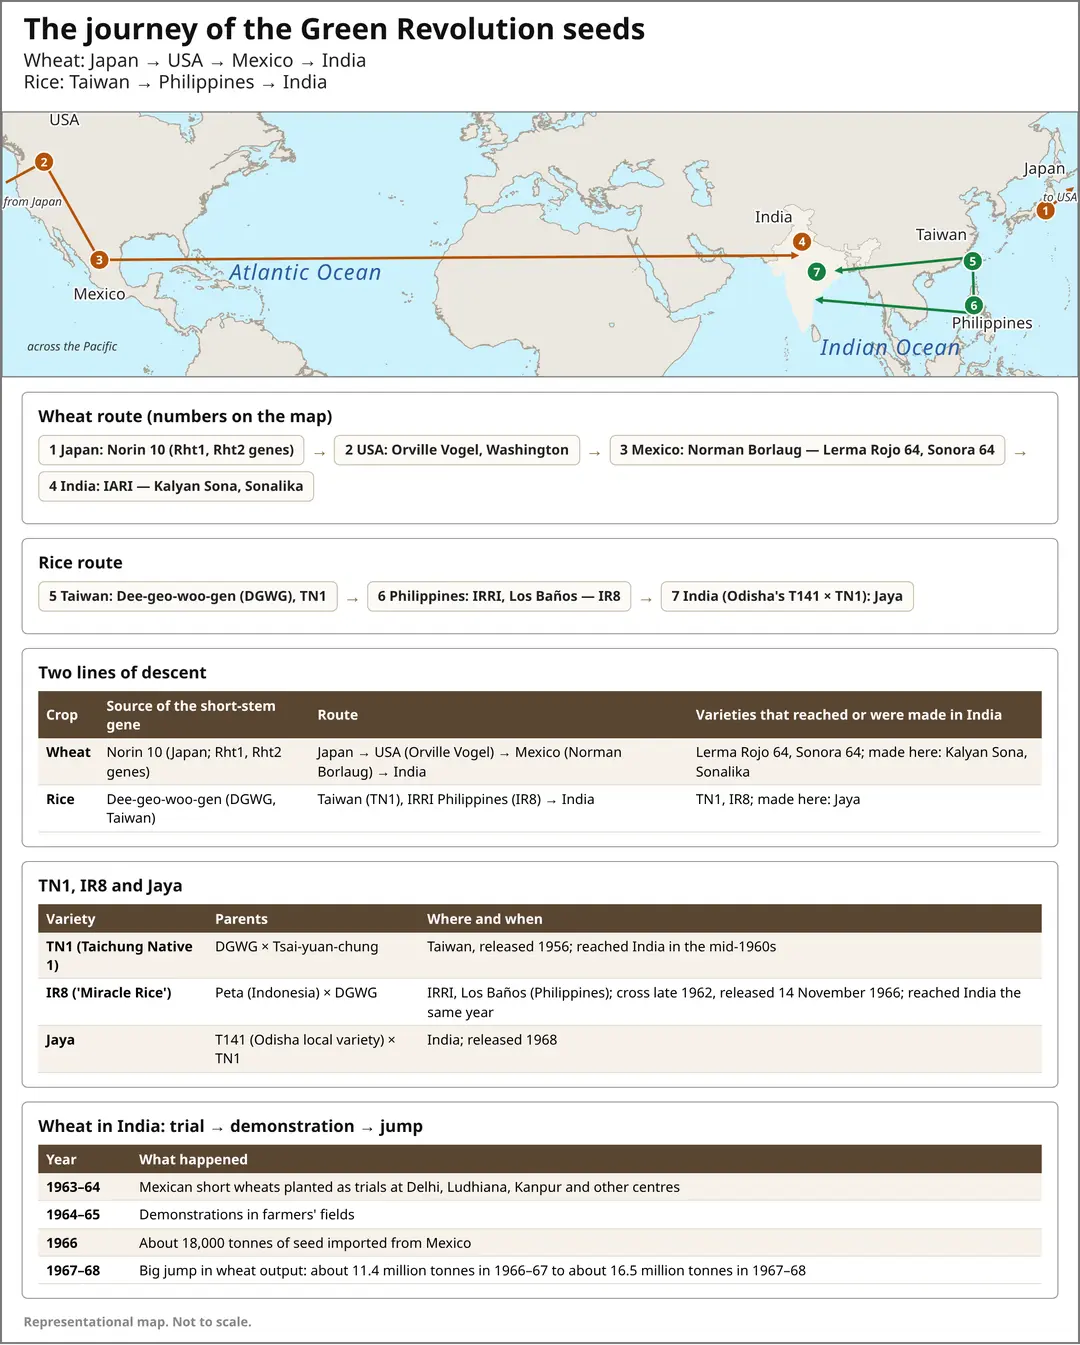 The journey of the Green Revolution seeds
Wheat: Japan → USA → Mexico → India
Rice: Taiwan → Philippines → India
USA
2
from Japan
3
Mexico
across the Pacific
Atlantic Ocean
India
4
7
Taiwan
5
6
Philippines
Indian Ocean
Japan
to USA
1
Wheat route (numbers on the map)
1 Japan: Norin 10 (Rht1, Rht2 genes) → 2 USA: Orville Vogel, Washington → 3 Mexico: Norman Borlaug — Lerma Rojo 64, Sonora 64 →
4 India: IARI — Kalyan Sona, Sonalika
Rice route
5 Taiwan: Dee-geo-woo-gen (DGWG), TN1 → 6 Philippines: IRRI, Los Baños — IR8 → 7 India (Odisha's T141 × TN1): Jaya
Two lines of descent
Crop
Source of the short-stem
gene
Route
Varieties that reached or were made in India
Wheat
Norin 10 (Japan; Rht1, Rht2
genes)
Japan → USA (Orville Vogel) → Mexico (Norman
Borlaug) → India
Lerma Rojo 64, Sonora 64; made here: Kalyan Sona,
Sonalika
Rice
Dee-geo-woo-gen (DGWG,
Taiwan)
Taiwan (TN1), IRRI Philippines (IR8) → India
TN1, IR8; made here: Jaya
TN1, IR8 and Jaya
Variety
Parents
Where and when
TN1 (Taichung Native
1)
DGWG × Tsai-yuan-chung
Taiwan, released 1956; reached India in the mid-1960s
IR8 ('Miracle Rice')
Peta (Indonesia) × DGWG
IRRI, Los Baños (Philippines); cross late 1962, released 14 November 1966; reached India the
same year
Jaya
T141 (Odisha local variety) ×
TN1
India; released 1968
Wheat in India: trial → demonstration → jump
Year
What happened
1963–64
Mexican short wheats planted as trials at Delhi, Ludhiana, Kanpur and other centres
1964–65
Demonstrations in farmers' fields
1966
About 18,000 tonnes of seed imported from Mexico
1967–68
Big jump in wheat output: about 11.4 million tonnes in 1966–67 to about 16.5 million tonnes in 1967–68
Representational map. Not to scale.